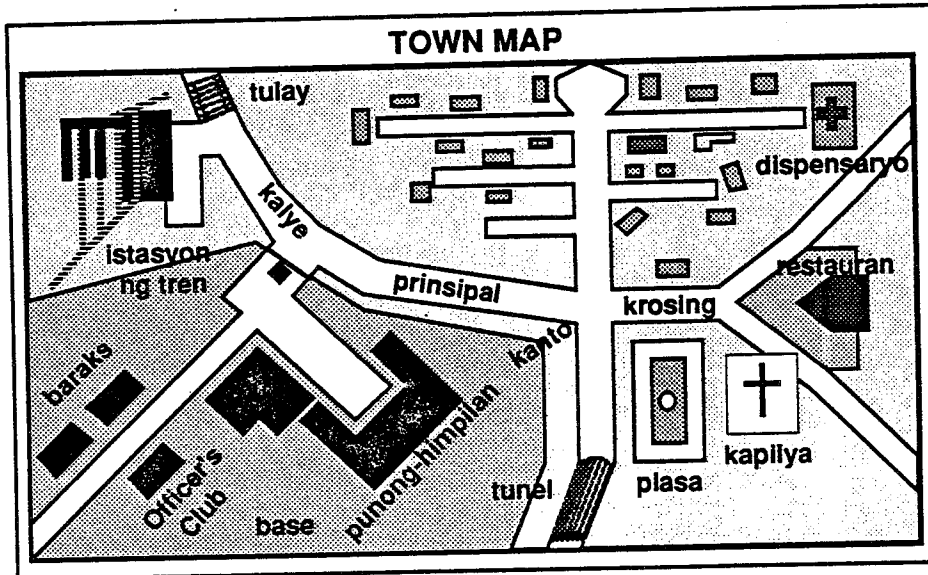 TOWN MAP
tulay
dispensaryo
kalye
istasyon
ng tren
prinsipal
restauran
krosing
kanto
baraks
Officer's
Club
base
punong-himpilan
tunel
plasa
kapilya